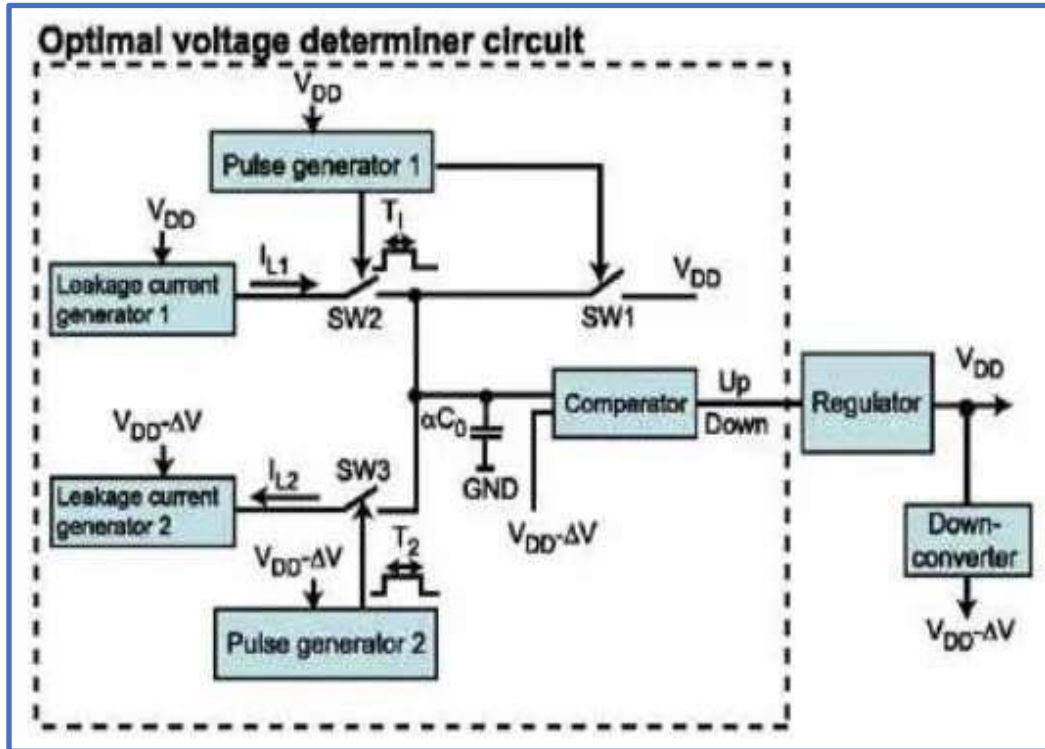 Optimal voltage determiner circuit
VDD
Pulse generator 1
VDD
T1
IL1
Leakage current
generator 1
SW2
SW1
VDD
VDD-ΔV
IL2
SW3
Leakage current
generator 2
VDD-ΔV
T2
Pulse generator 2
αC0
GND
Comparator
VDD-ΔV
Up
Down
Regulator
VDD
Down-
converter
VDD-ΔV